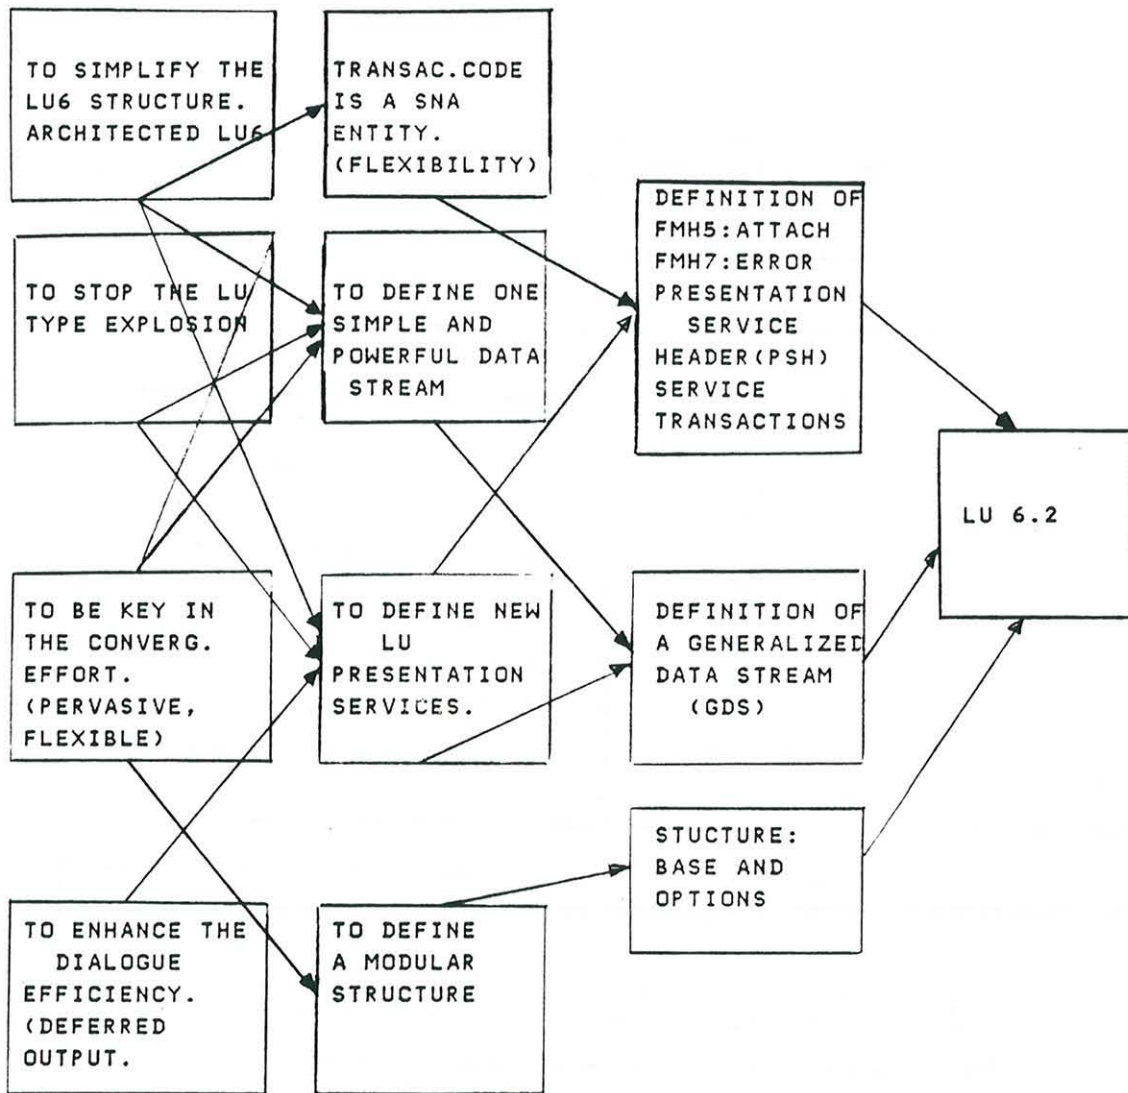 TO SIMPLIFY THE
LU6 STRUCTURE.
ARCHITECTED LU6
TRANSAC.CODE
IS A SNA
ENTITY.
(FLEXIBILITY)
DEFINITION OF
FMH5:ATTACH
FMH7:ERROR
PRESENTATION
SERVICE
HEADER(PSH)
SERVICE
TRANSACTIONS
TO STOP THE LU
TYPE EXPLOSION
TO DEFINE ONE
SIMPLE AND
POWERFUL DATA
STREAM
LU 6.2
TO BE KEY IN
THE CONVERG.
EFFORT.
(PERVASIVE,
FLEXIBLE)
TO DEFINE NEW
LU
PRESENTATION
SERVICES.
DEFINITION OF
A GENERALIZED
DATA STREAM
(GDS)
STUCTURE:
BASE AND
OPTIONS
TO ENHANCE THE
DIALOGUE
EFFICIENCY.
(DEFERRED
OUTPUT.
TO DEFINE
A MODULAR
STRUCTURE